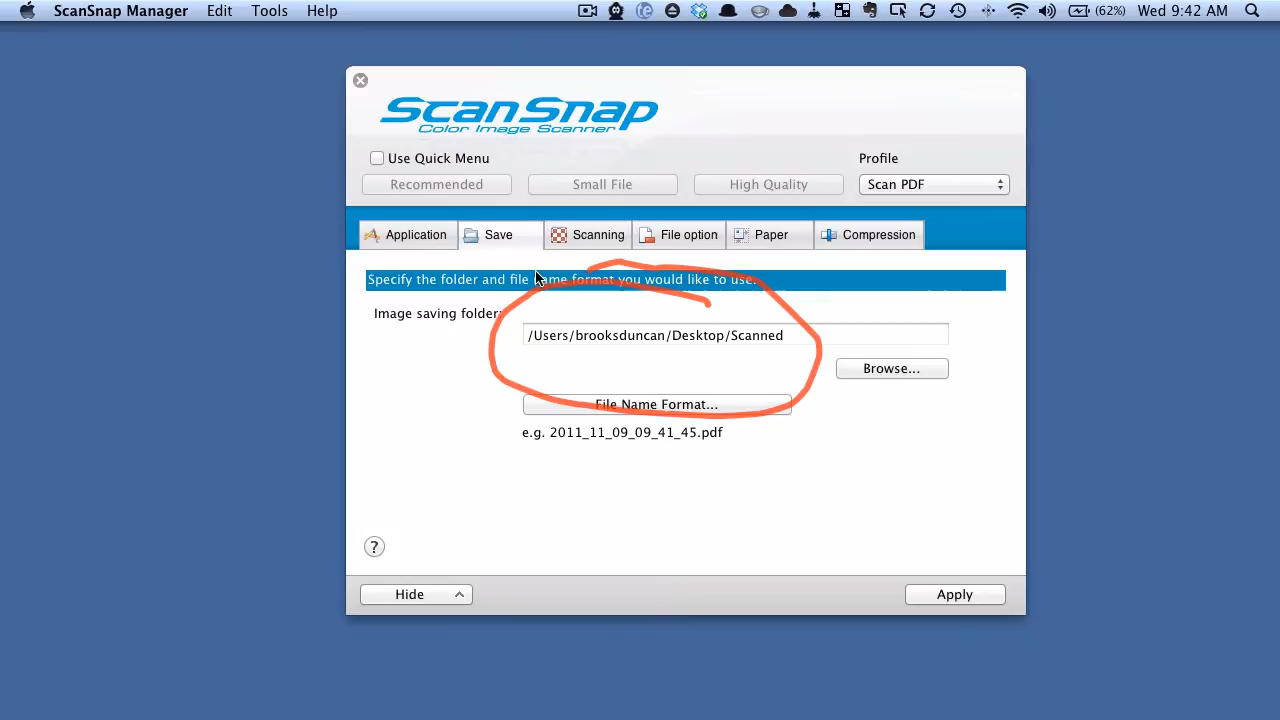 ScanSnap Manager Edit Tools Help (62%) Wed 9:42 AM
ScanSnap
Color Image Scanner
Use Quick Menu Profile
Recommended Small File High Quality Scan PDF
Application Save Scanning File option Paper Compression
Specify the folder and file name format you would like to use.
Image saving folder:
/Users/brooksduncan/Desktop/Scanned
Browse...
File Name Format...
e.g. 2011_11_09_09_41_45.pdf
?
Hide Apply